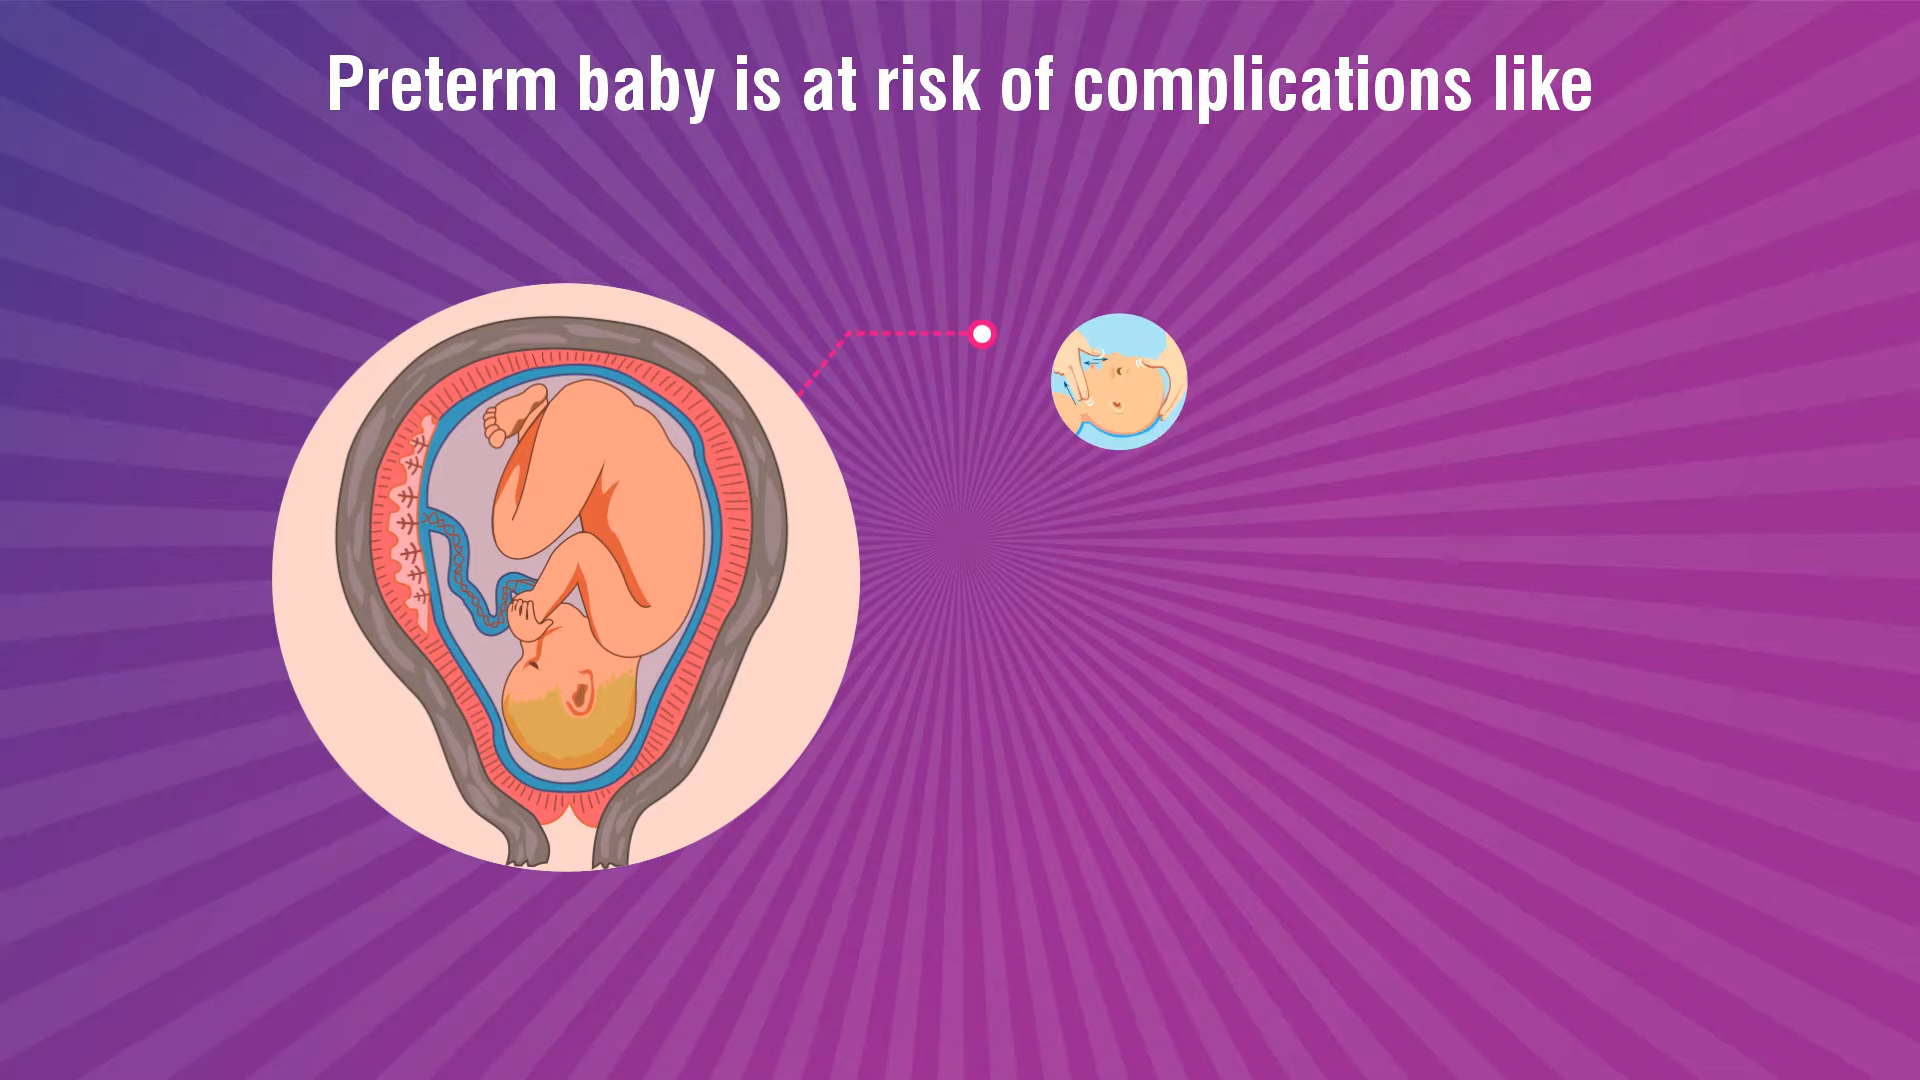 Preterm baby is at risk of complications like